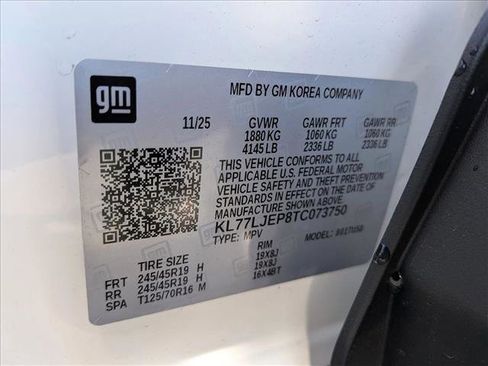 gm
MFD BY GM KOREA COMPANY
11/25 GVWR GAWR FRT GAWR RR
1880 KG 1060 KG 1060 KG
4145 LB 2336 LB 2336 LB
THIS VEHICLE CONFORMS TO ALL
APPLICABLE U.S. FEDERAL MOTOR
VEHICLE SAFETY AND THEFT PREVENTION
STANDARDS IN EFFECT ON THE DATE OF
MANUFACTURE SHOWN ABOVE.
KL77LJEP8TC073750
TYPE: MPV MODEL:
TIRE SIZE RIM
FRT 245/45R19 H 19X8J
RR 245/45R19 H 19X8J
SPA T125/70R16 M 16X4BT